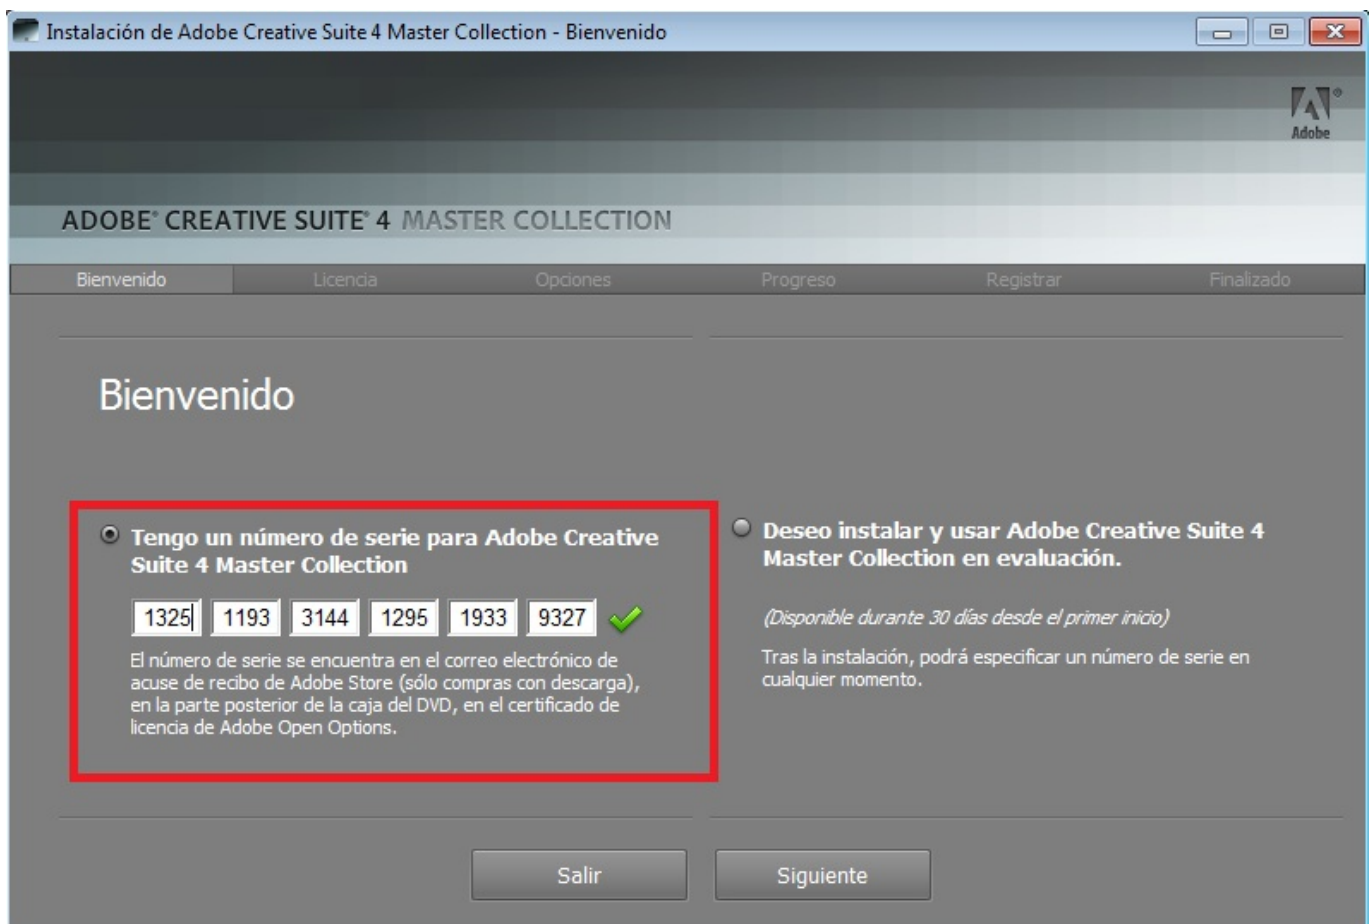 Instalación de Adobe Creative Suite 4 Master Collection - Bienvenido
Adobe
ADOBE® CREATIVE SUITE® 4 MASTER COLLECTION
Bienvenido Licencia Opciones Progreso Registrar Finalizado
Bienvenido
Tengo un número de serie para Adobe Creative
Suite 4 Master Collection
1325 1193 3144 1295 1933 9327
El número de serie se encuentra en el correo electrónico de
acuse de recibo de Adobe Store (sólo compras con descarga),
en la parte posterior de la caja del DVD, en el certificado de
licencia de Adobe Open Options.
Deseo instalar y usar Adobe Creative Suite 4
Master Collection en evaluación.
(Disponible durante 30 días desde el primer inicio)
Tras la instalación, podrá especificar un número de serie en
cualquier momento.
Salir Siguiente